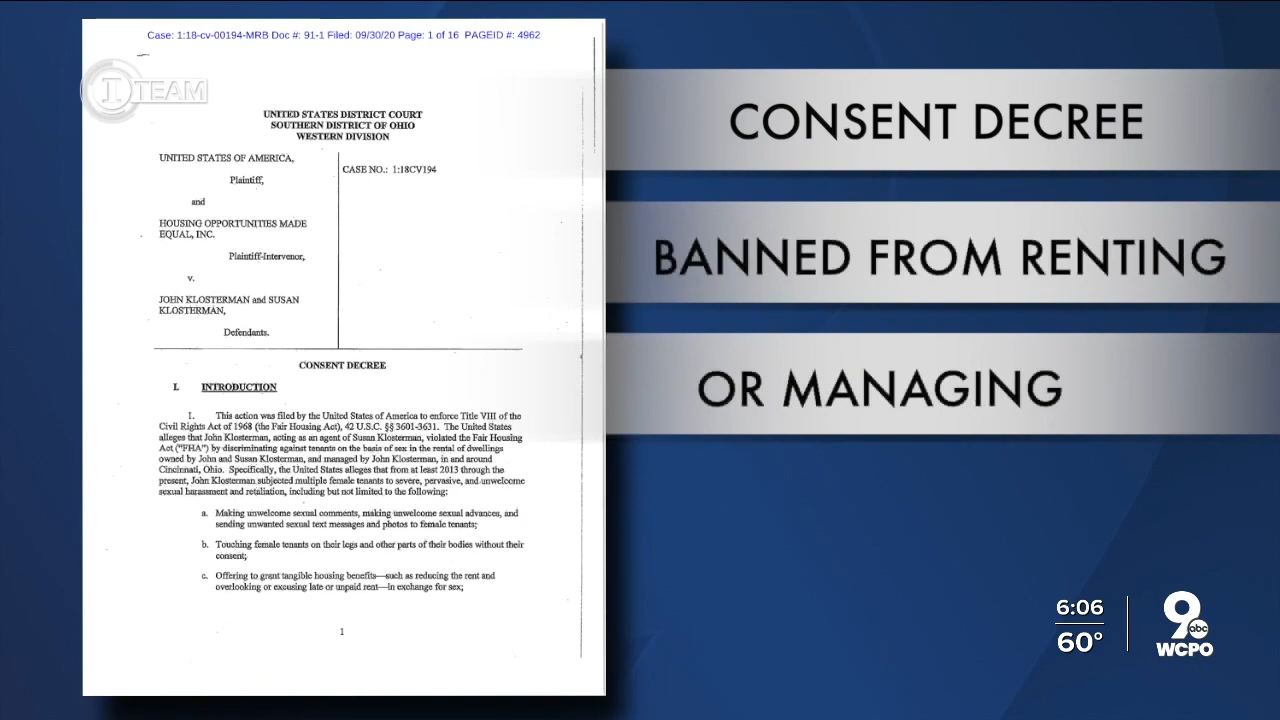 Case: 1:18-cv-00194-MRB Doc #: 91-1 Filed: 09/30/20 Page: 1 of 16 PAGEID #: 4962
I TEAM
UNITED STATES DISTRICT COURT
SOUTHERN DISTRICT OF OHIO
WESTERN DIVISION
UNITED STATES OF AMERICA,
Plaintiff,
and
HOUSING OPPORTUNITIES MADE
EQUAL, INC.
Plaintiff-Intervenor,
v.
JOHN KLOSTERMAN and SUSAN
KLOSTERMAN,
Defendants.
CASE NO.: 1:18CV194
CONSENT DECREE
I. INTRODUCTION
1. This action was filed by the United States of America to enforce Title VIII of the
Civil Rights Act of 1968 (the Fair Housing Act), 42 U.S.C. §§ 3601-3631. The United States
alleges that John Klosterman, acting as an agent of Susan Klosterman, violated the Fair Housing
Act ("FHA") by discriminating against tenants on the basis of sex in the rental of dwellings
owned by John and Susan Klosterman, and managed by John Klosterman, in and around
Cincinnati, Ohio. Specifically, the United States alleges that from at least 2013 through the
present, John Klosterman subjected multiple female tenants to severe, pervasive, and unwelcome
sexual harassment and retaliation, including but not limited to the following:
a. Making unwelcome sexual comments, making unwelcome sexual advances, and
sending unwanted sexual text messages and photos to female tenants;
b. Touching female tenants on their legs and other parts of their bodies without their
consent;
c. Offering to grant tangible housing benefits—such as reducing the rent and
overlooking or excusing late or unpaid rent—in exchange for sex;
1
CONSENT DECREE
BANNED FROM RENTING
OR MANAGING
6:06
60°
9
abc
WCPO